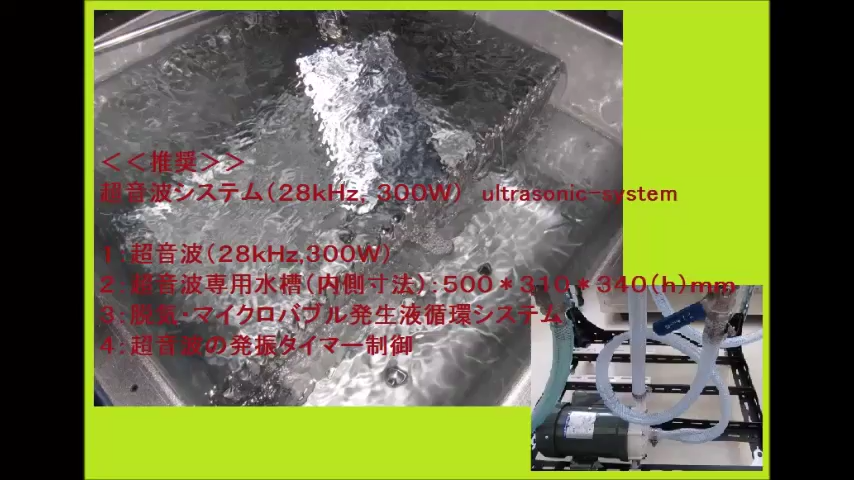 ＜＜推奨＞＞
超音波システム（28ｋHz，300W）　ultrasonic-system
１：超音波（28ｋHz,300W）
２：超音波専用水槽（内側寸法）：５００＊３１０＊３４０（ｈ）ｍｍ
３：脱気・マイクロバブル発生液循環システム
４：超音波の発振タイマー制御